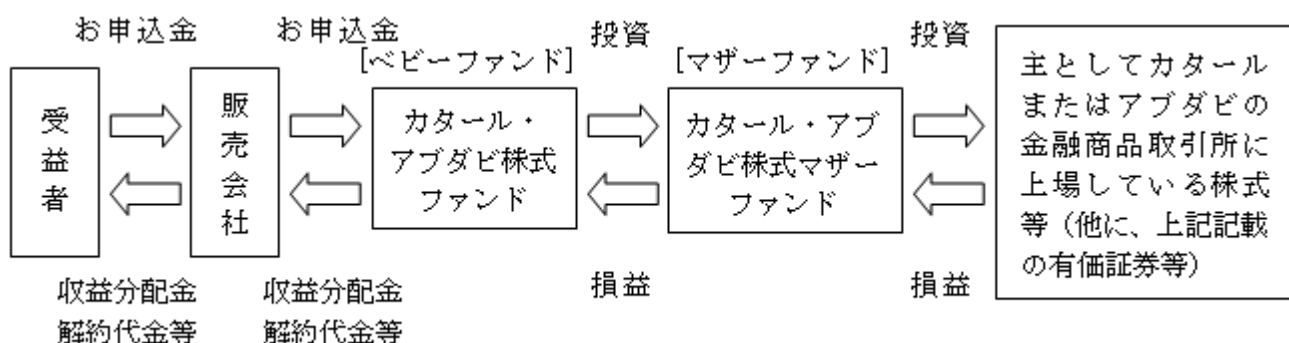 お申込金
お申込金
投資
投資
[ベビーファンド]
[マザーファンド]
受益者
販売会社
カタール・
アブダビ株式
ファンド
カタール・アブ
ダビ株式マザー
ファンド
主としてカタール
またはアブダビの
金融商品取引所に
上場している株式
等（他に、上記記載
の有価証券等）
収益分配金
解約代金等
収益分配金
解約代金等
損益
損益